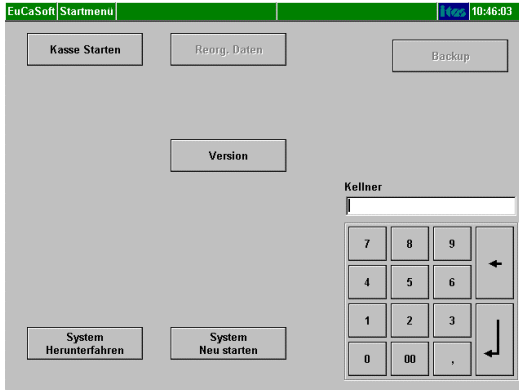 EuCaSoft Startmenü 10:46:03
Kasse Starten
Reorg. Daten
Backup
Version
Kellner
7 8 9
4 5 6
1 2 3
0 00 ,
System
Herunterfahren
System
Neu starten